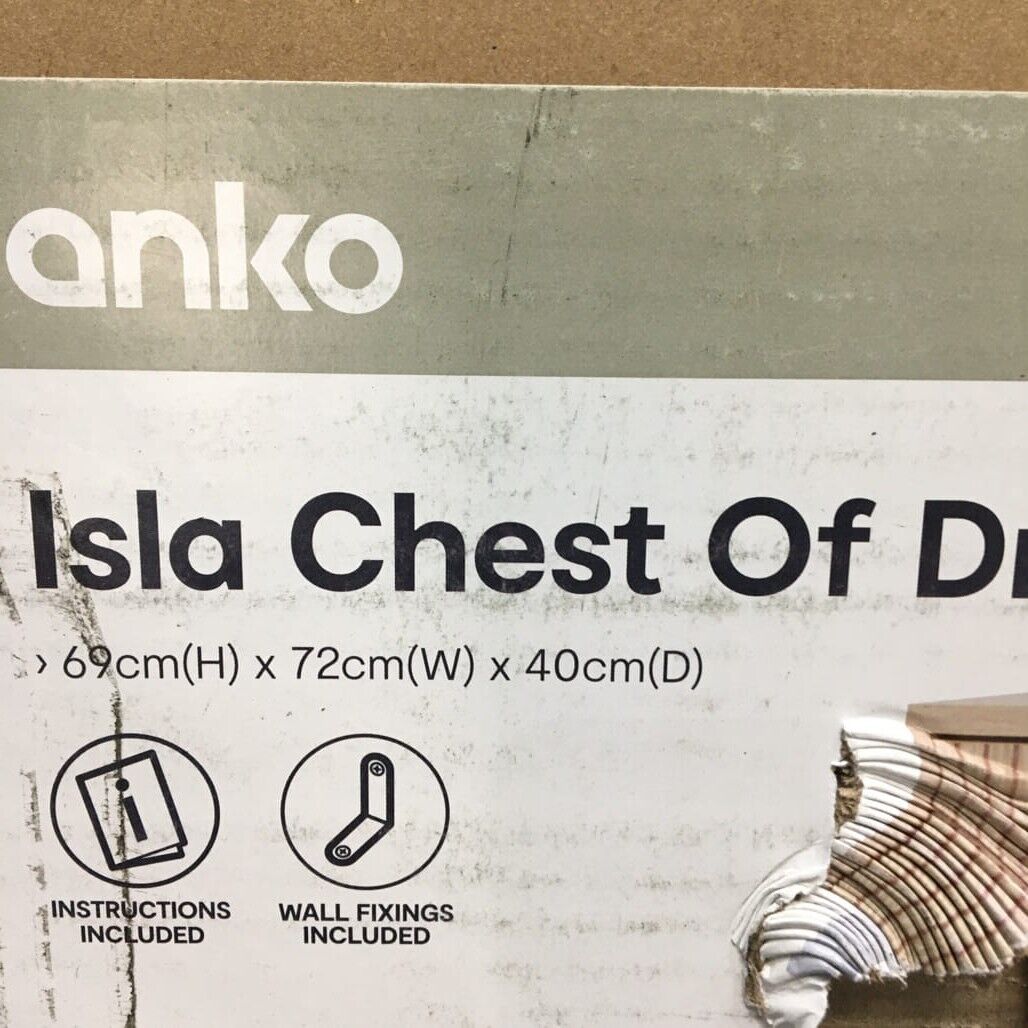 anko
Isla Chest Of Dr
› 69cm(H) x 72cm(W) x 40cm(D)
i
INSTRUCTIONS
INCLUDED
WALL FIXINGS
INCLUDED